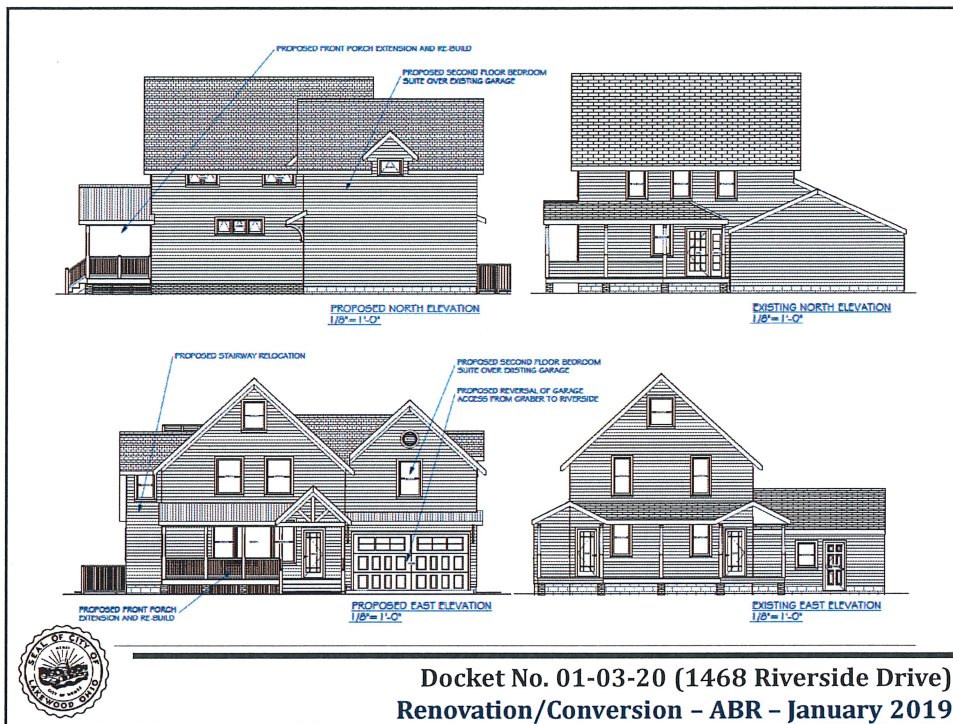 PROPOSED FRONT PORCH EXTENSION AND RE-BUILD
PROPOSED SECOND FLOOR BEDROOM
SUITE OVER EXISTING GARAGE
PROPOSED NORTH ELEVATION
1/8"= 1'-0"
EXISTING NORTH ELEVATION
1/8"= 1'-0"
PROPOSED STAIRWAY RELOCATION
PROPOSED SECOND FLOOR BEDROOM
SUITE OVER EXISTING GARAGE
PROPOSED REVERSAL OF GARAGE
ACCESS FROM GRABER TO RIVERSIDE
PROPOSED FRONT PORCH
EXTENSION AND RE-BUILD
PROPOSED EAST ELEVATION
1/8"= 1'-0"
EXISTING EAST ELEVATION
1/8"= 1'-0"
SEAL OF CITY OF
LAKEWOOD OHIO
CITY OF HOMES
Docket No. 01-03-20 (1468 Riverside Drive)
Renovation/Conversion – ABR – January 2019